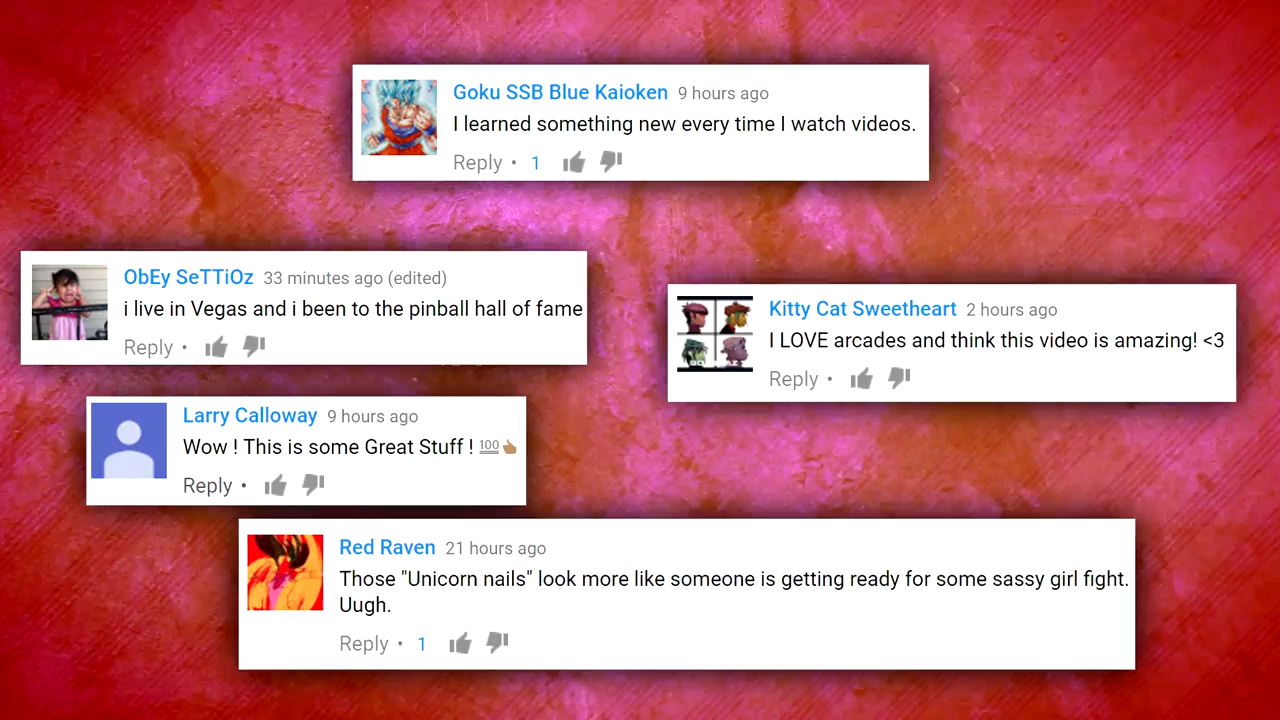 Goku SSB Blue Kaioken 9 hours ago
I learned something new every time I watch videos.
Reply • 1
ObEy SeTTiOz 33 minutes ago (edited)
i live in Vegas and i been to the pinball hall of fame
Reply •
Kitty Cat Sweetheart 2 hours ago
I LOVE arcades and think this video is amazing! <3
Reply •
Larry Calloway 9 hours ago
Wow ! This is some Great Stuff ! 💯👍🏽
Reply •
Red Raven 21 hours ago
Those "Unicorn nails" look more like someone is getting ready for some sassy girl fight.
Uugh.
Reply • 1